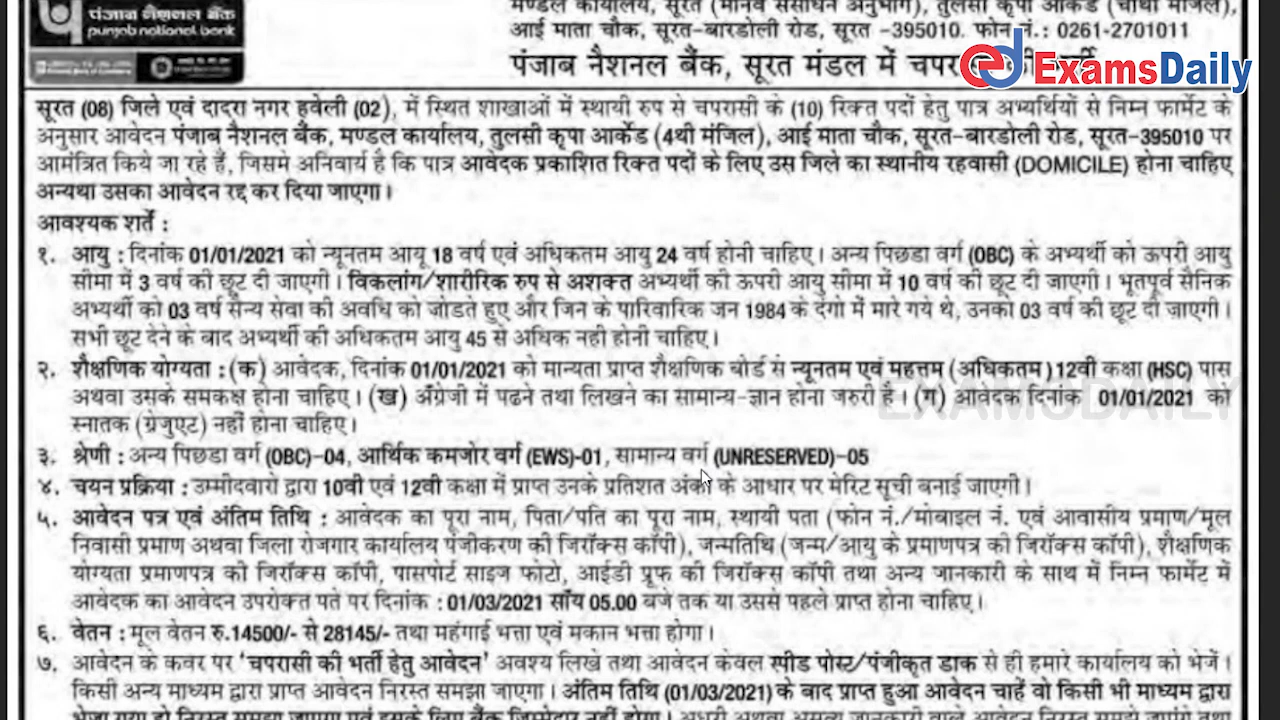 पंजाब नैशनल बैंक
punjab national bank
मण्डल कार्यालय, सूरत (मानव संसाधन अनुभाग), तुलसी कृपा आर्केड (चौथी मंजिल),
आई माता चौक, सूरत-बारडोली रोड, सूरत -395010. फोन नं.: 0261-2701011
पंजाब नैशनल बैंक, सूरत मंडल में चपरासी की भर्ती
ExamsDaily
सूरत (08) जिले एवं दादरा नगर हवेली (02), में स्थित शाखाओं में स्थायी रुप से चपरासी के (10) रिक्त पदों हेतु पात्र अभ्यर्थियों से निम्न फार्मेट के
अनुसार आवेदन पंजाब नैशनल बैंक, मण्डल कार्यालय, तुलसी कृपा आर्केड (4थी मंजिल), आई माता चौक, सूरत-बारडोली रोड, सूरत-395010 पर
आमंत्रित किये जा रहे हैं, जिसमे अनिवार्य है कि पात्र आवेदक प्रकाशित रिक्त पदों के लिए उस जिले का स्थानीय रहवासी (DOMICILE) होना चाहिए
अन्यथा उसका आवेदन रद्द कर दिया जाएगा।
आवश्यक शर्ते :
१. आयु : दिनांक 01/01/2021 को न्यूनतम आयू 18 वर्ष एवं अधिकतम आयु 24 वर्ष होनी चाहिए। अन्य पिछडा वर्ग (OBC) के अभ्यर्थी को ऊपरी आयु
सीमा में 3 वर्ष की छूट दी जाएगी। विकलांग/शारीरिक रुप से अशक्त अभ्यर्थी की ऊपरी आयु सीमा में 10 वर्ष की छूट दी जाएगी। भूतपूर्व सैनिक
अभ्यर्थी को 03 वर्ष सैन्य सेवा की अवधि को जोडते हुए और जिन के पारिवारिक जन 1984 के दंगो में मारे गये थे, उनको 03 वर्ष की छूट दी जाएगी।
सभी छूट देने के बाद अभ्यर्थी की अधिकतम आयु 45 से अधिक नही होनी चाहिए।
२. शैक्षणिक योग्यता : (क) आवेदक, दिनांक 01/01/2021 को मान्यता प्राप्त शैक्षणिक बोर्ड से न्यूनतम एवं महत्तम (अधिकतम) 12वी कक्षा (HSC) पास
अथवा उसके समकक्ष होना चाहिए। (ख) अँग्रेजी में पढने तथा लिखने का सामान्य-ज्ञान होना जरुरी है। (ग) आवेदक दिनांक 01/01/2021 को
स्नातक (ग्रेजुएट) नहीं होना चाहिए।
EXAMSDAILY
३. श्रेणी : अन्य पिछडा वर्ग (OBC)-04, आर्थिक कमजोर वर्ग (EWS)-01, सामान्य वर्ग (UNRESERVED)-05
४. चयन प्रक्रिया : उम्मीदवारो द्वारा 10वी एवं 12वी कक्षा में प्राप्त उनके प्रतिशत अंको के आधार पर मेरिट सूची बनाई जाएगी।
५. आवेदन पत्र एवं अंतिम तिथि : आवेदक का पूरा नाम, पिता/पति का पूरा नाम, स्थायी पता (फोन नं./मोबाइल नं. एवं आवासीय प्रमाण/मूल
निवासी प्रमाण अथवा जिला रोजगार कार्यालय पंजीकरण की जिरॉक्स कॉपी), जन्मतिथि (जन्म/आयु के प्रमाणपत्र की जिरॉक्स कॉपी), शैक्षणिक
योग्यता प्रमाणपत्र की जिरॉक्स कॉपी, पासपोर्ट साइज फोटो, आईडी प्रूफ की जिरॉक्स कॉपी तथा अन्य जानकारी के साथ में निम्न फार्मेट में
आवेदक का आवेदन उपरोक्त पते पर दिनांक : 01/03/2021 साँय 05.00 बजे तक या उससे पहले प्राप्त होना चाहिए।
६. वेतन : मूल वेतन रु.14500/- से 28145/- तथा महंगाई भत्ता एवं मकान भत्ता होगा।
७. आवेदन के कवर पर 'चपरासी की भर्ती हेतु आवेदन' अवश्य लिखे तथा आवेदन केवल स्पीड पोस्ट/पंजीकृत डाक से ही हमारे कार्यालय को भेजें।
किसी अन्य माध्यम द्वारा प्राप्त आवेदन निरस्त समझा जाएगा। अंतिम तिथि (01/03/2021) के बाद प्राप्त हुआ आवेदन चाहें वो किसी भी माध्यम द्वारा